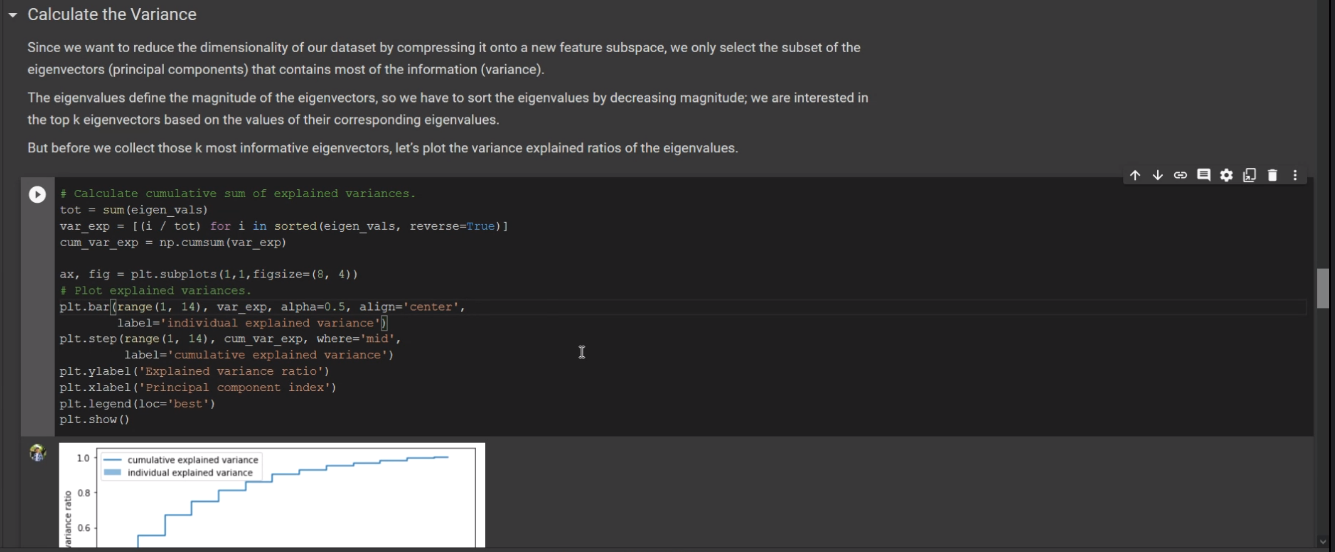 Calculate the Variance
Since we want to reduce the dimensionality of our dataset by compressing it onto a new feature subspace, we only select the subset of the
eigenvectors (principal components) that contains most of the information (variance).
The eigenvalues define the magnitude of the eigenvectors, so we have to sort the eigenvalues by decreasing magnitude; we are interested in
the top k eigenvectors based on the values of their corresponding eigenvalues.
But before we collect those k most informative eigenvectors, let's plot the variance explained ratios of the eigenvalues.
# Calculate cumulative sum of explained variances.
tot = sum(eigen_vals)
var_exp = [(i / tot) for i in sorted(eigen_vals, reverse=True)]
cum_var_exp = np.cumsum(var_exp)
ax, fig = plt.subplots(1,1,figsize=(8, 4))
# Plot explained variances.
plt.bar(range(1, 14), var_exp, alpha=0.5, align='center',
label='individual explained variance')
plt.step(range(1, 14), cum_var_exp, where='mid',
label='cumulative explained variance')
plt.ylabel('Explained variance ratio')
plt.xlabel('Principal component index')
plt.legend(loc='best')
plt.show()
1.0
cumulative explained variance
individual explained variance
0.8
0.6
variance ratio